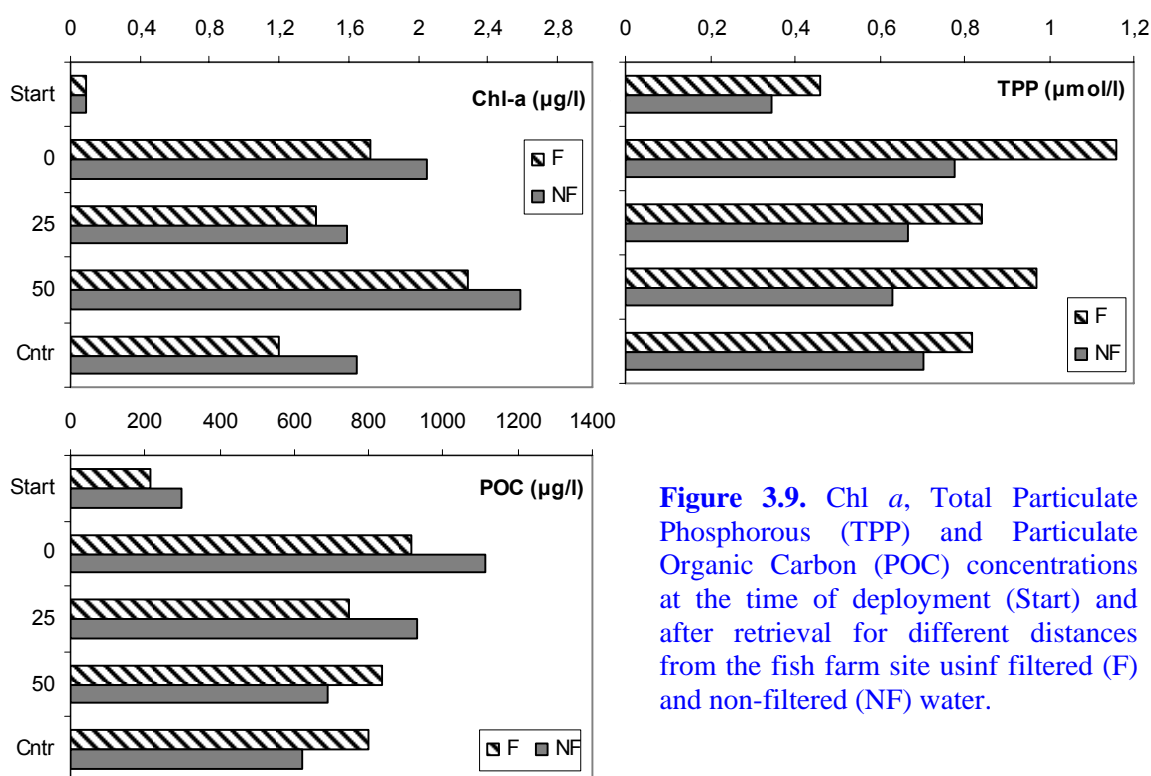 0 0,4 0,8 1,2 1,6 2 2,4 2,8
Start
0
25
50
Cntr
Chl-a (µg/l)
F
NF
0 0,2 0,4 0,6 0,8 1 1,2
TPP (µmol/l)
F
NF
0 200 400 600 800 1000 1200 1400
Start
0
25
50
Cntr
POC (µg/l)
F NF
Figure 3.9. Chl a, Total Particulate
Phosphorous (TPP) and Particulate
Organic Carbon (POC) concentrations
at the time of deployment (Start) and
after retrieval for different distances
from the fish farm site usinf filtered (F)
and non-filtered (NF) water.